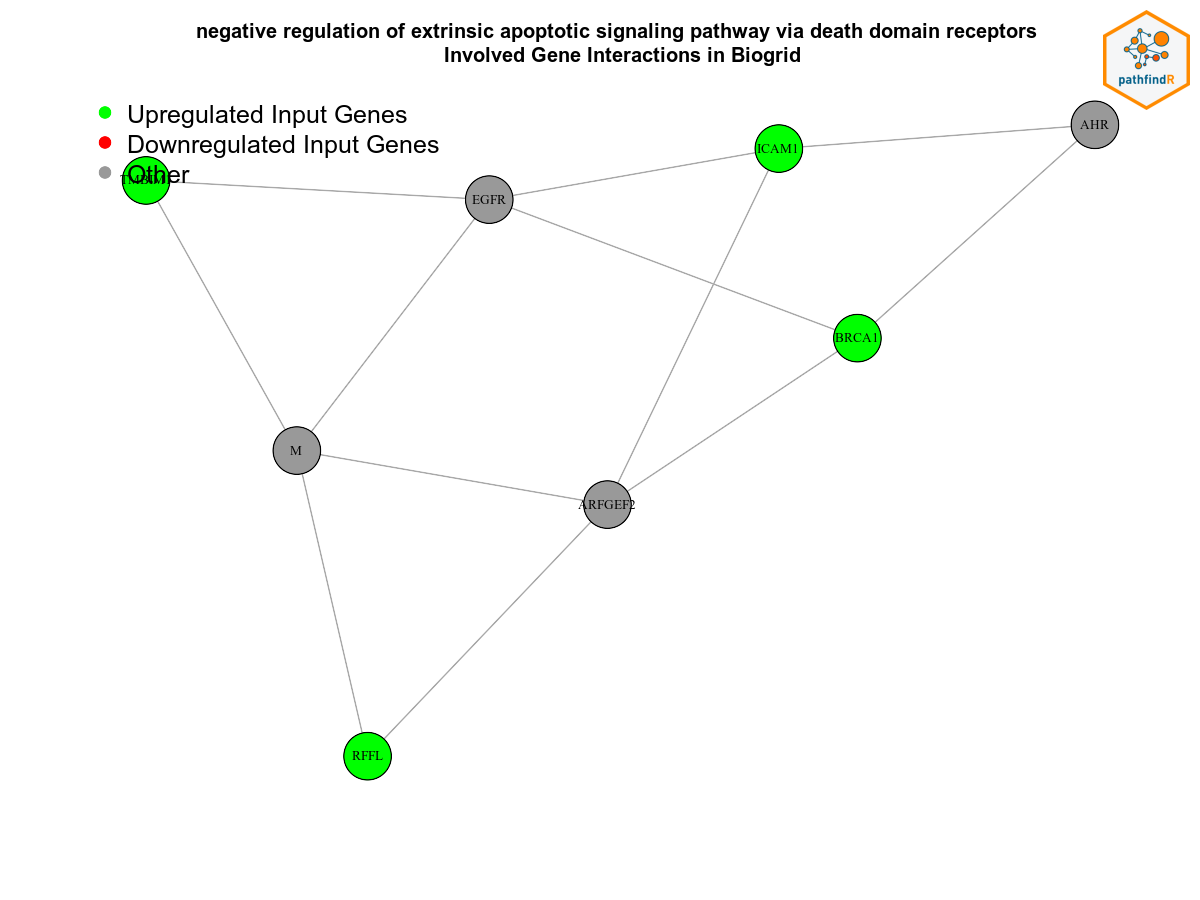 negative regulation of extrinsic apoptotic signaling pathway via death domain receptors
Involved Gene Interactions in Biogrid
pathfindR
Upregulated Input Genes
Downregulated Input Genes
Other
AHR
ICAM1
EGFR
BRCA1
M
ARFGEF2
RFFL